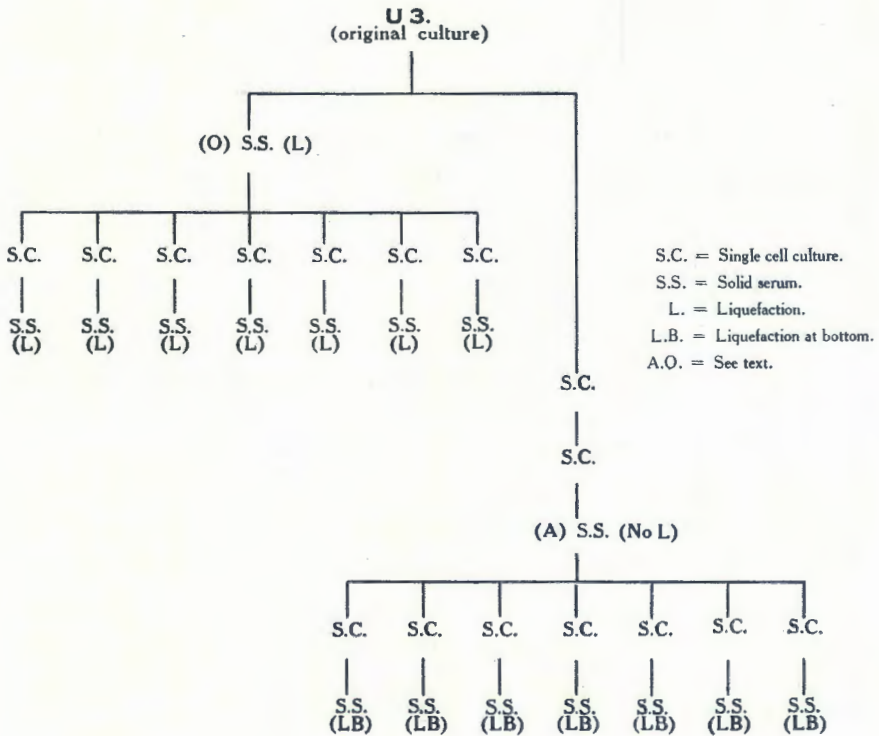 U 3.
(original culture)
(O) S.S. (L)
S.C. S.C. S.C. S.C. S.C. S.C. S.C.
S.S. S.S. S.S. S.S. S.S. S.S. S.S.
(L) (L) (L) (L) (L) (L) (L)
S.C. = Single cell culture.
S.S. = Solid serum.
L. = Liquefaction.
L.B. = Liquefaction at bottom.
A.O. = See text.
S.C.
S.C.
(A) S.S. (No L)
S.C. S.C. S.C. S.C. S.C. S.C. S.C.
S.S. S.S. S.S. S.S. S.S. S.S. S.S.
(LB) (LB) (LB) (LB) (LB) (LB) (LB)